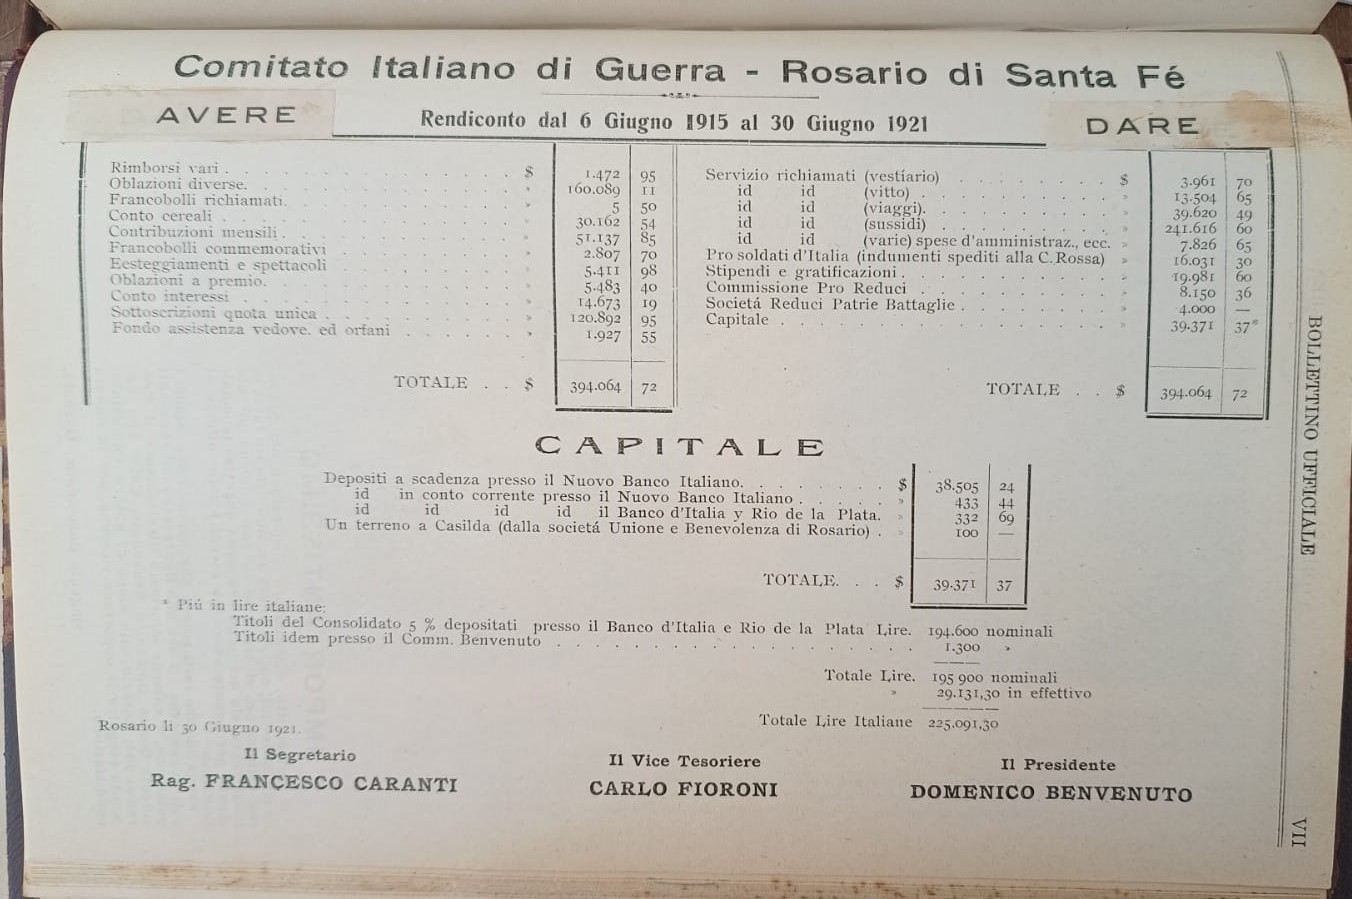 Comitato Italiano di Guerra - Rosario di Santa Fé
AVERE
Rendiconto dal 6 Giugno 1915 al 30 Giugno 1921
DARE
Rimborsi vari . . . . $ 1.472 95
Oblazioni diverse. . . . » 160.089 11
Francobolli richiamati. . . . » 5 50
Conto cereali . . . . » 30.162 54
Contribuzioni mensili . . . . » 51.137 85
Francobolli commemorativi . . . . » 2.807 70
Eesteggiamenti e spettacoli . . . . » 5.411 98
Oblazioni a premio. . . . » 5.483 40
Conto interessi . . . . » 14.673 19
Sottoscrizioni quota unica . . . . » 120.892 95
Fondo assistenza vedove. ed orfani . . . . » 1.927 55
TOTALE . . $ 394.064 72
Servizio richiamati (vestiario) . . . . $ 3.961 70
id id (vitto) . . . . » 13.504 65
id id (viaggi). . . . » 39.620 49
id id (sussidi) . . . . » 241.616 60
id id (varie) spese d'amministraz., ecc. » 7.826 65
Pro soldati d'Italia (indumenti spediti alla C. Rossa) » 16.031 30
Stipendi e gratificazioni . . . . » 19.981 60
Commissione Pro Reduci . . . . » 8.150 36
Societá Reduci Patrie Battaglie . . . . » 4.000 —
Capitale . . . . » 39.371 37*
TOTALE . . $ 394.064 72
CAPITALE
Depositi a scadenza presso il Nuovo Banco Italiano. . . . $ 38.505 24
id in conto corrente presso il Nuovo Banco Italiano . . . . » 433 44
id id id id il Banco d'Italia y Rio de la Plata. » 332 69
Un terreno a Casilda (dalla societá Unione e Benevolenza di Rosario) . » 100 —
TOTALE. . . $ 39.371 37
* Piú in lire italiane:
Titoli del Consolidato 5 % depositati presso il Banco d'Italia e Rio de la Plata Lire. 194.600 nominali
Titoli idem presso il Comm. Benvenuto . . . . 1.300 »
Totale Lire. 195 900 nominali
» 29.131,30 in effettivo
Totale Lire Italiane 225.091,30
Rosario li 30 Giugno 1921.
Il Segretario
Rag. FRANCESCO CARANTI
Il Vice Tesoriere
CARLO FIORONI
Il Presidente
DOMENICO BENVENUTO
BOLLETTINO UFFICIALE
VII